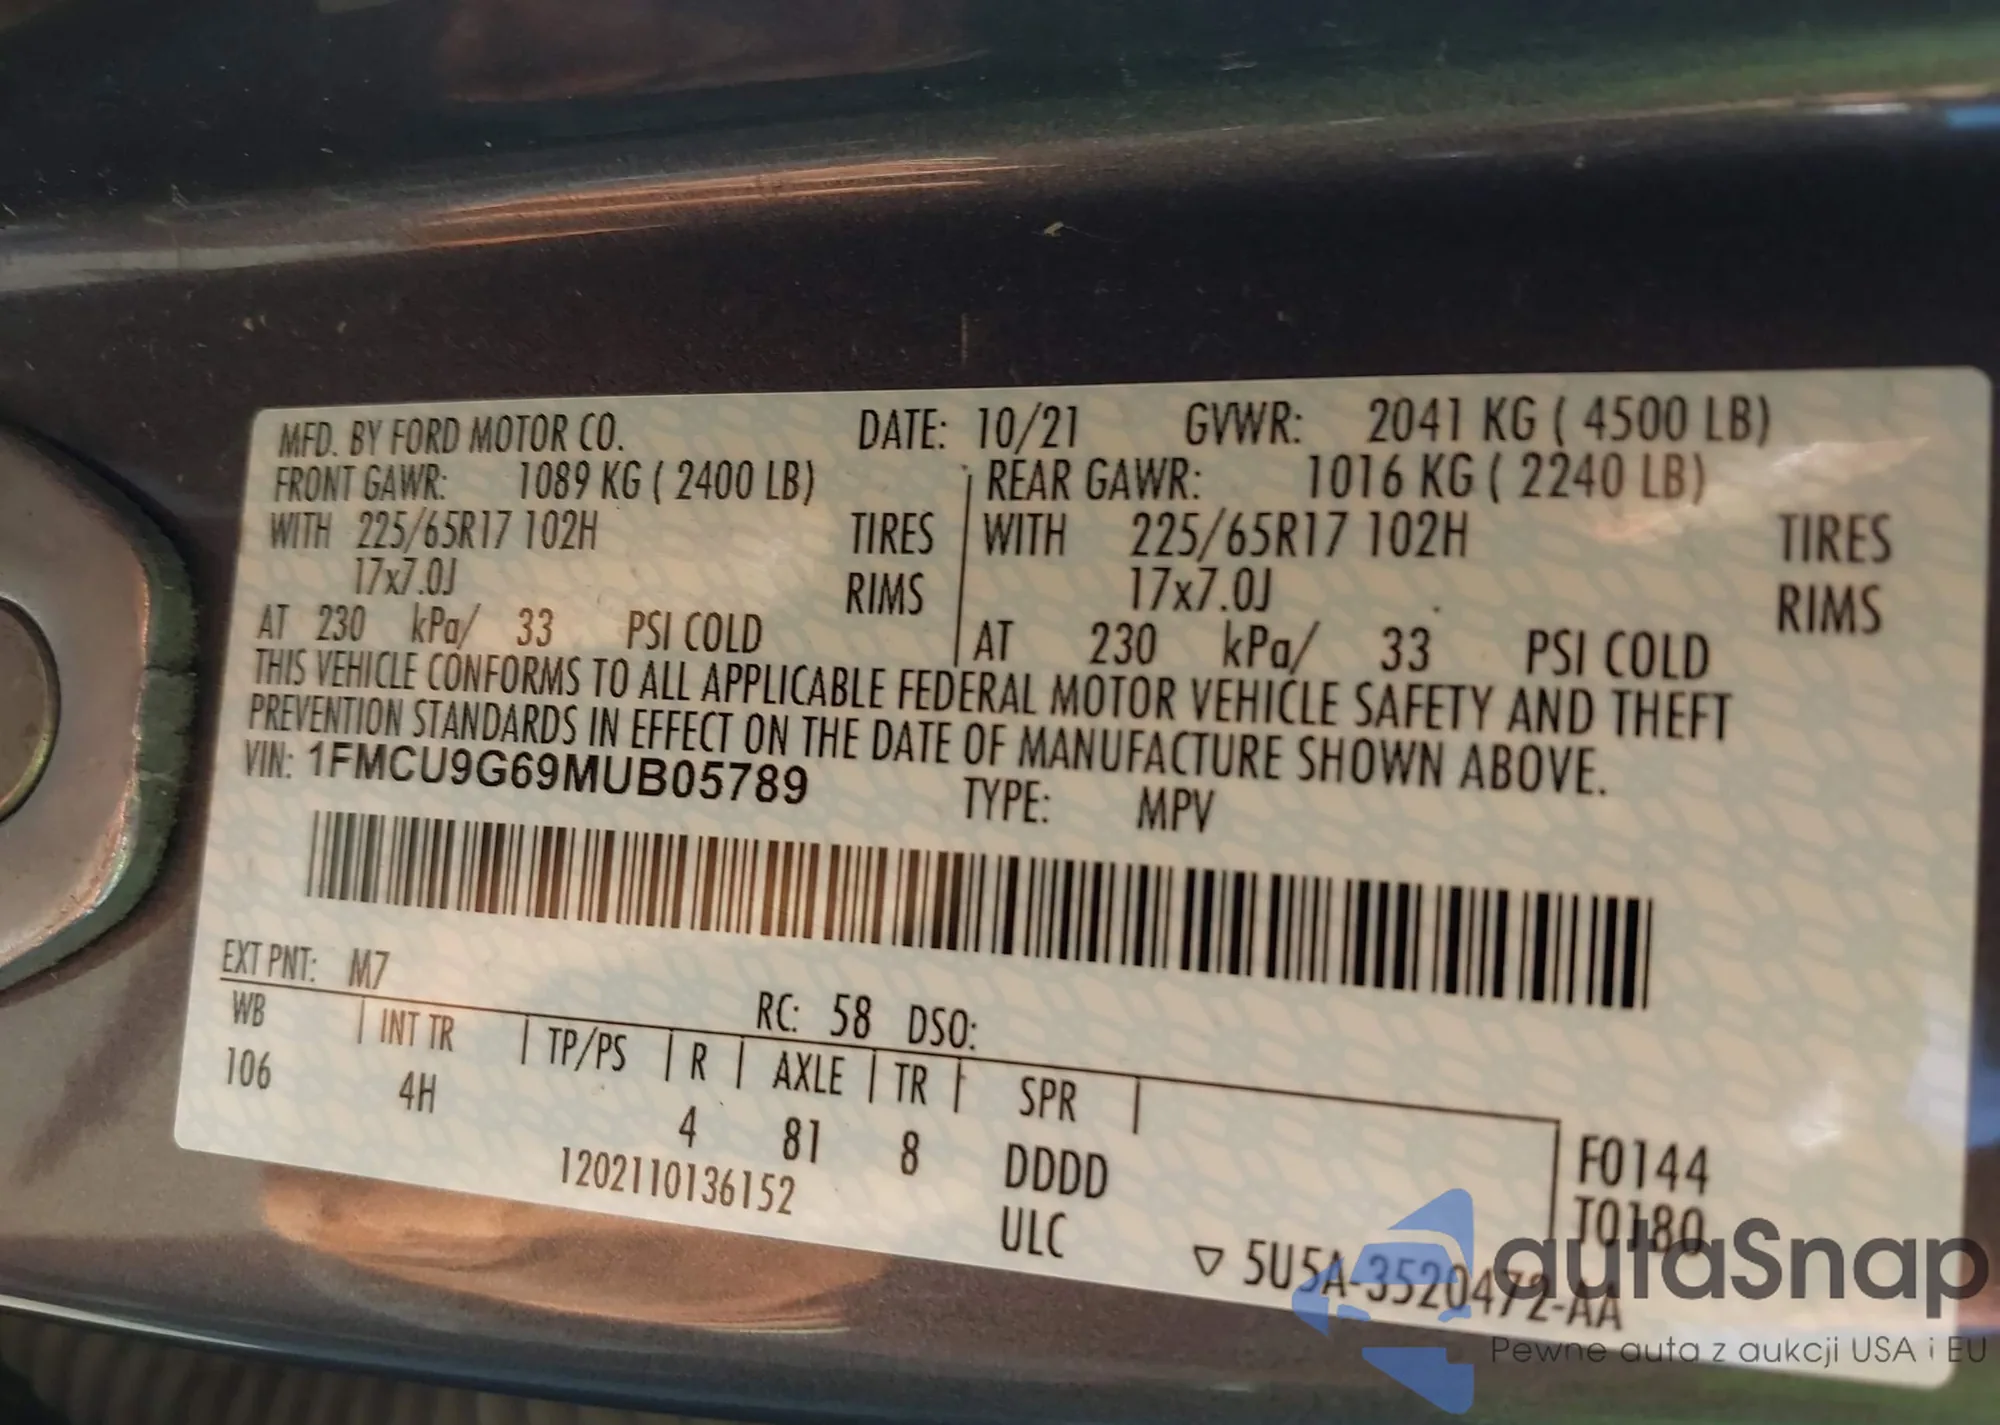 MFD. BY FORD MOTOR CO. DATE: 10/21 GVWR: 2041 KG ( 4500 LB)
FRONT GAWR: 1089 KG ( 2400 LB) REAR GAWR: 1016 KG ( 2240 LB)
WITH 225/65R17 102H TIRES WITH 225/65R17 102H TIRES
17x7.0J RIMS 17x7.0J RIMS
AT 230 kPa/ 33 PSI COLD AT 230 kPa/ 33 PSI COLD
THIS VEHICLE CONFORMS TO ALL APPLICABLE FEDERAL MOTOR VEHICLE SAFETY AND THEFT
PREVENTION STANDARDS IN EFFECT ON THE DATE OF MANUFACTURE SHOWN ABOVE.
VIN: 1FMCU9G69MUB05789 TYPE: MPV
EXT PNT: M7 RC: 58 DSO:
WB INT TR TP/PS R AXLE TR SPR
106 4H 4 81 8 DDDD F0144
1202110136152 ULC T0180
▽ 5U5A-3520472-AA
autaSnap
Pewne auta z aukcji USA i EU